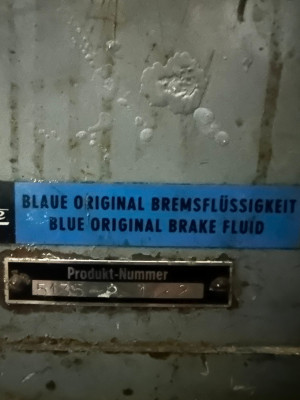 BLAUE ORIGINAL BREMSFLÜSSIGKEIT
BLUE ORIGINAL BRAKE FLUID
Produkt-Nummer